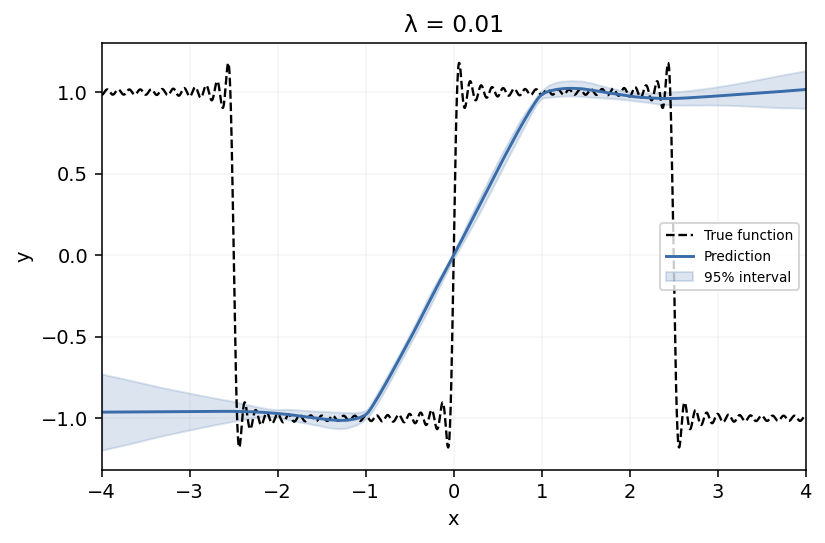 λ = 0.01
y
1.0
0.5
0.0
−0.5
−1.0
True function
Prediction
95% interval
−4 −3 −2 −1 0 1 2 3 4
x